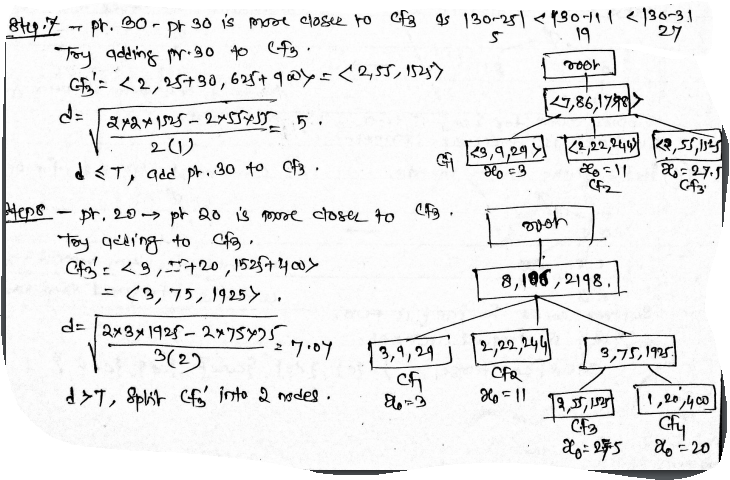 Step.7 – pt. 30 - pt 30 is more closer to Cf3 as |30-25| < |30-11| < |30-3|
5 19 27
Try adding pt.30 to Cf3.
Cf3' = <2, 25+30, 625+900> = <2,55,1525>
d = √(2×2×1525 - 2×55×55 / 2(1)) = 5.
d ≤ T, add pt.30 to Cf3.
root
<7,86,1798>
Cf1 <3,9,29> <2,22,244> <2,55,1525
x0=3 x0=11 x0=27.5
Cf2 Cf3'
Step8 – pt. 20 → pt 20 is more closer to Cf3.
Try adding to Cf3.
Cf3' = <3, 55+20, 1525+400>
= <3, 75, 1925>.
d = √(2×3×1925 - 2×75×75 / 3(2)) = 7.07
d > T, Split Cf3' into 2 nodes.
root
8,106,2198.
3,9,29 2,22,244 3,75,1925
Cf1 Cf2
x0=3 x0=11
2,55,1525 1,20,400
Cf3 Cf4
x0=27.5 x0=20